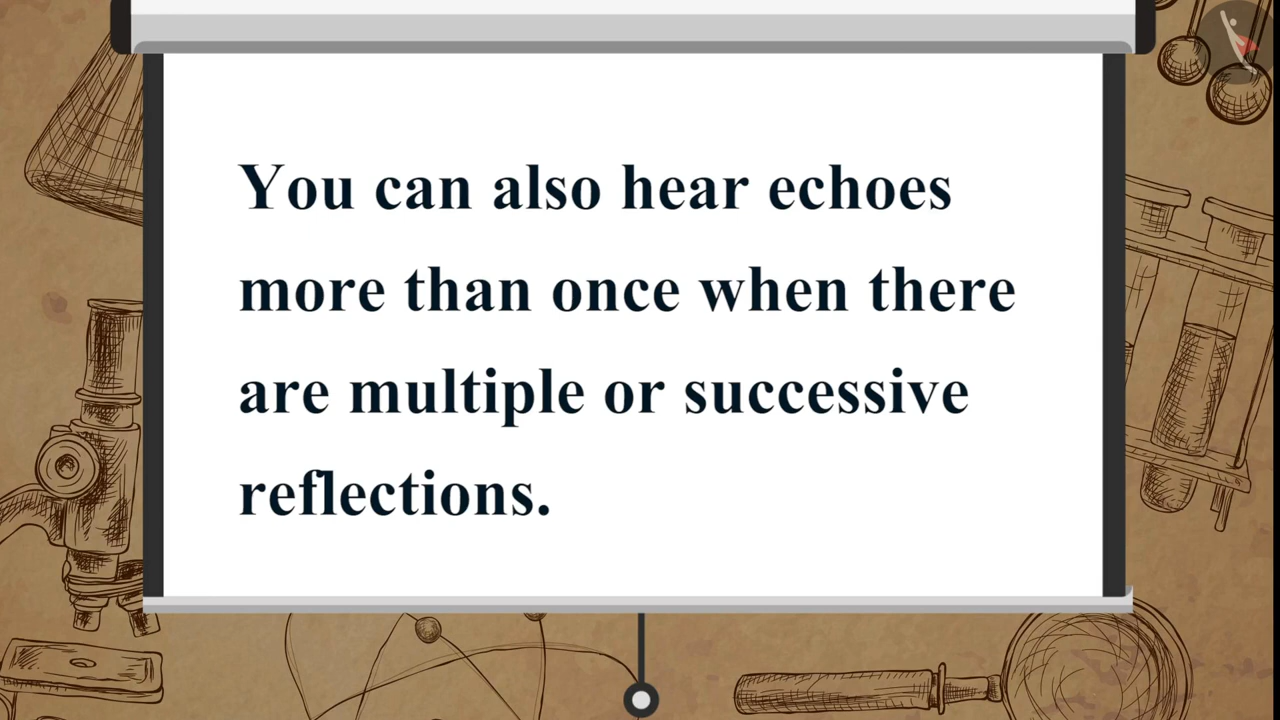 You can also hear echoes
more than once when there
are multiple or successive
reflections.